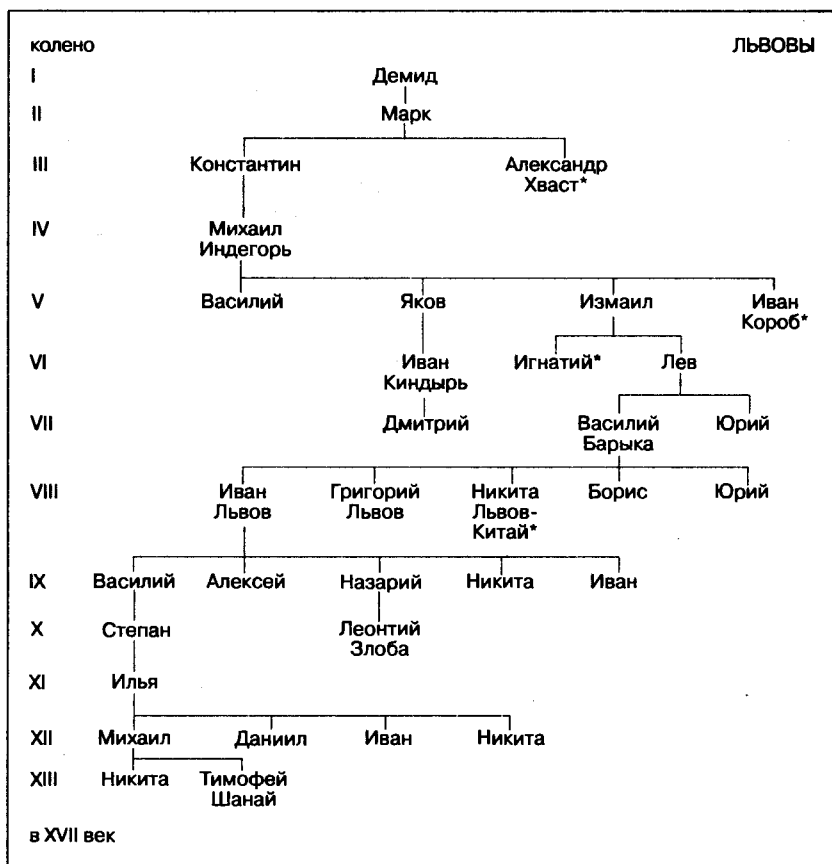 колено ЛЬВОВЫ
I Демид
II Марк
III Константин Александр
Хваст*
IV Михаил
Индегорь
V Василий Яков Измаил Иван
Короб*
VI Иван Игнатий* Лев
Киндырь
VII Дмитрий Василий Юрий
Барыка
VIII Иван Григорий Никита Борис Юрий
Львов Львов Львов-
Китай*
IX Василий Алексей Назарий Никита Иван
X Степан Леонтий
Злоба
XI Илья
XII Михаил Даниил Иван Никита
XIII Никита Тимофей
Шанай
в XVII век